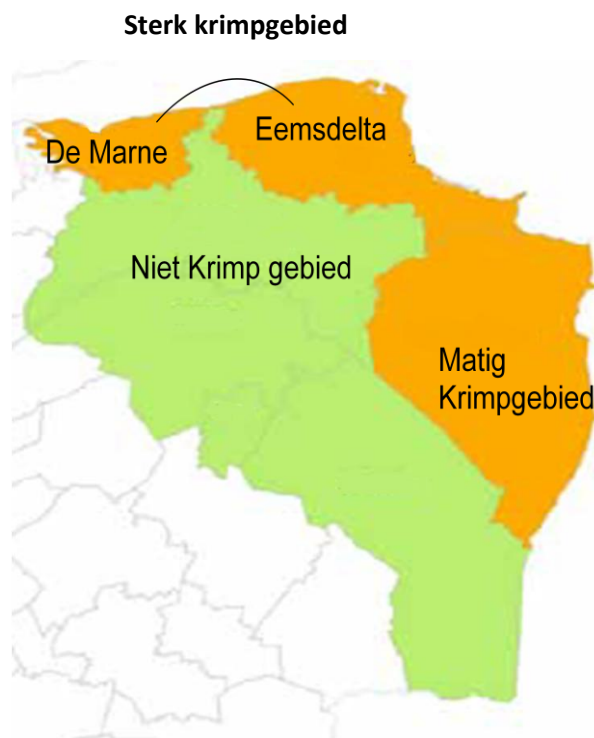 Sterk krimpgebied
Eemsdelta
De Marne
Niet Krimp gebied
Matig
Krimpgebied